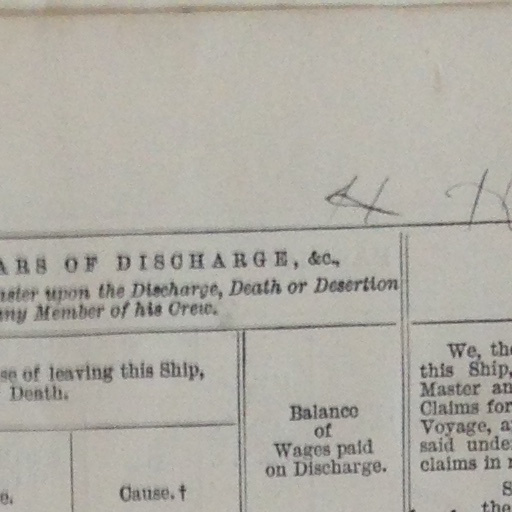 4
ARS OF DISCHARGE, &c.,
aster upon the Discharge, Death or Desertion
any Member of his Crew.
se of leaving this Ship,
Death.
e.
Cause.†
Balance
of
Wages paid
on Discharge.
We, the
this Ship,
Master an
Claims for
Voyage, a
said unde
claims in r
S
the